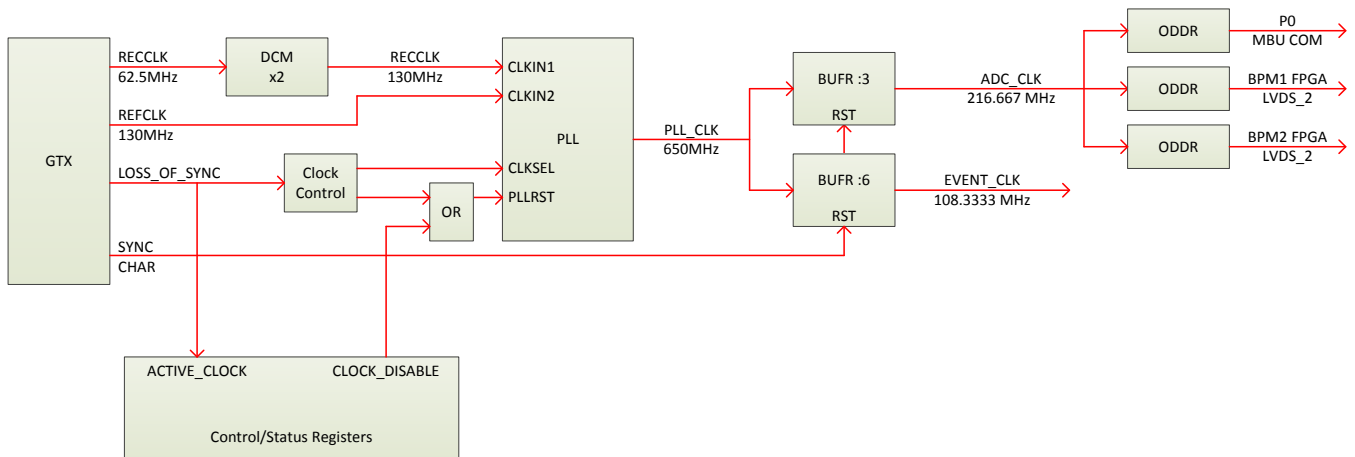 GTX
RECCLK
62.5MHz
DCM
x2
RECCLK
130MHz
REFCLK
130MHz
LOSS_OF_SYNC
Clock
Control
OR
SYNC
CHAR
CLKIN1
CLKIN2
PLL
CLKSEL
PLLRST
PLL_CLK
650MHz
BUFR :3
RST
BUFR :6
RST
ADC_CLK
216.667 MHz
EVENT_CLK
108.3333 MHz
ODDR
P0
MBU COM
ODDR
BPM1 FPGA
LVDS_2
ODDR
BPM2 FPGA
LVDS_2
ACTIVE_CLOCK
CLOCK_DISABLE
Control/Status Registers